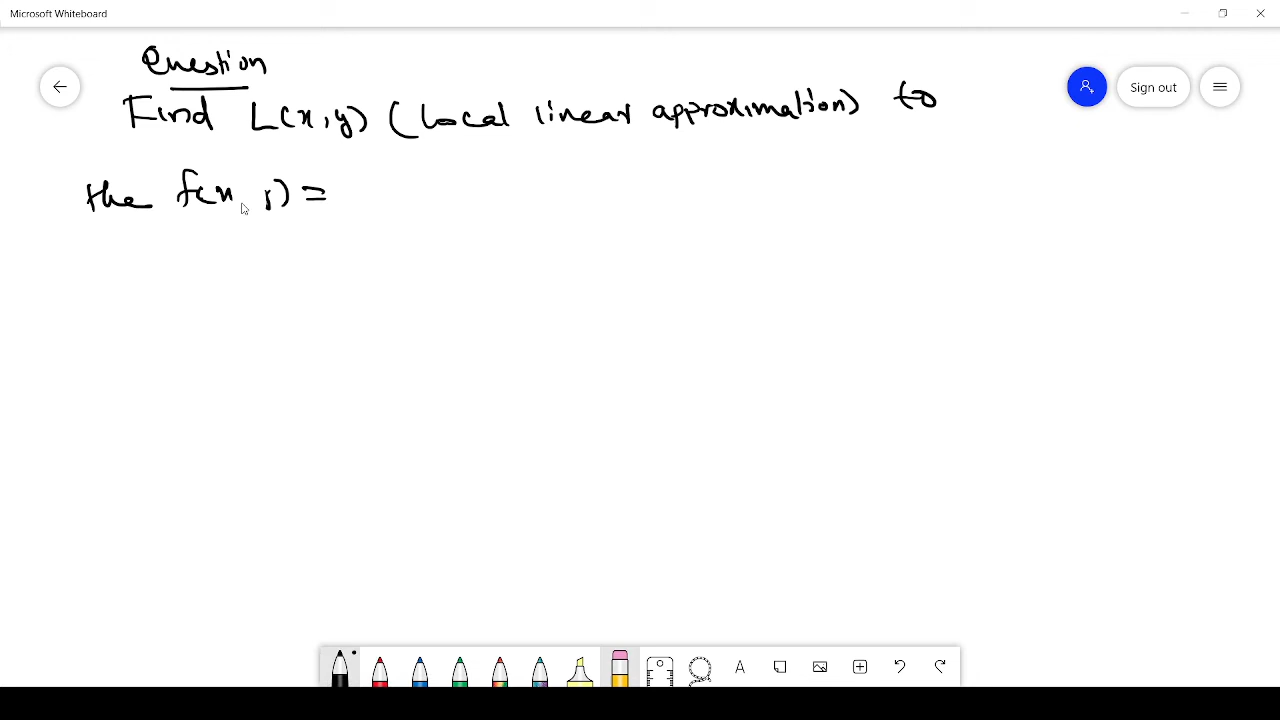 Microsoft Whiteboard
Question
Sign out
Find L(x,y) (local linear approximation) to
the f(x, y) =
A